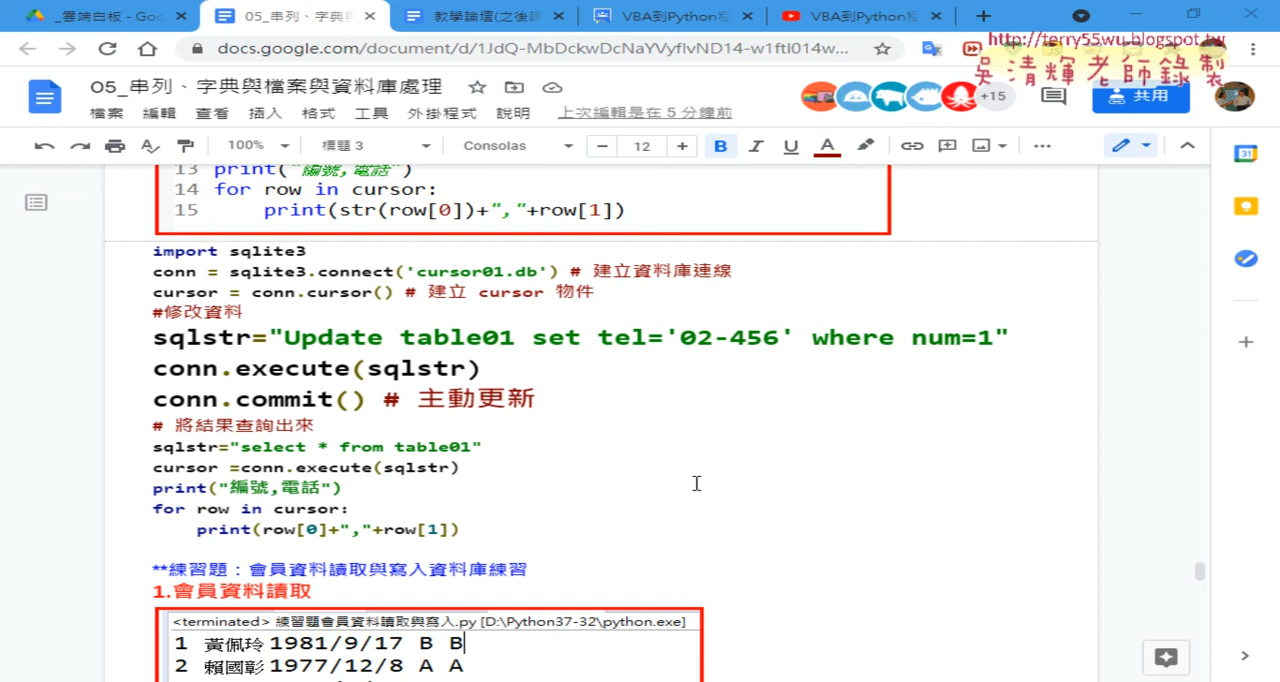 _雲端白板 - Goo
05_串列、字典與
教學論壇(之後課
VBA到Python程
VBA到Python程
docs.google.com/document/d/1JdQ-MbDckwDcNaYVyflvND14-w1ftl014w...
http://terry55.wu.blogspot.tw
吳清輝老師錄製
05_串列、字典與檔案與資料庫處理
檔案 編輯 查看 插入 格式 工具 外掛程式 說明 上次編輯是在 5 分鐘前
+15
共用
100% 標題 3 Consolas 12 B I U A
31
13 print("編號,電話")
14 for row in cursor:
15 print(str(row[0])+","+row[1])
import sqlite3
conn = sqlite3.connect('cursor01.db') # 建立資料庫連線
cursor = conn.cursor() # 建立 cursor 物件
#修改資料
sqlstr="Update table01 set tel='02-456' where num=1"
conn.execute(sqlstr)
conn.commit() # 主動更新
# 將結果查詢出來
sqlstr="select * from table01"
cursor =conn.execute(sqlstr)
print("編號,電話")
for row in cursor:
print(row[0]+","+row[1])
**練習題：會員資料讀取與寫入資料庫練習
1.會員資料讀取
<terminated> 練習題會員資料讀取與寫入.py [D:\Python37-32\python.exe]
1 黃佩玲 1981/9/17 B B
2 賴國彰 1977/12/8 A A